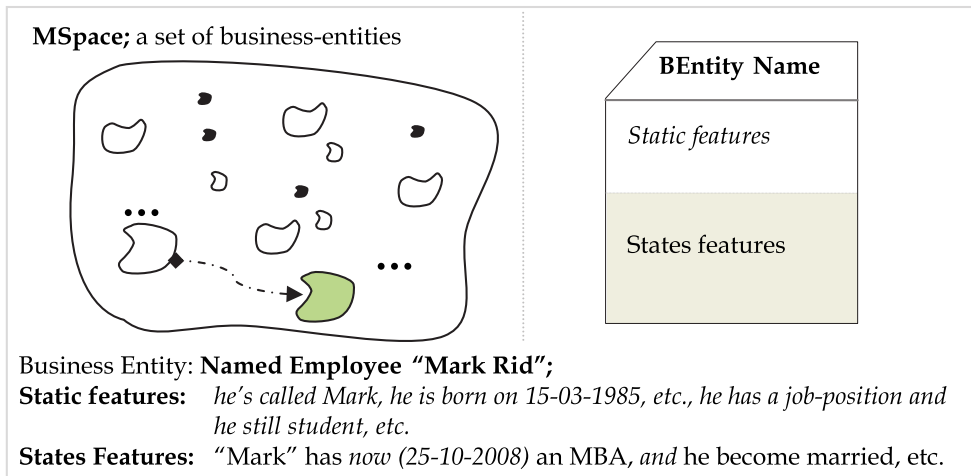 MSpace; a set of business-entities
BEntity Name
Static features
States features
Business Entity: Named Employee “Mark Rid”;
Static features: he’s called Mark, he is born on 15-03-1985, etc., he has a job-position and
he still student, etc.
States Features: “Mark” has now (25-10-2008) an MBA, and he become married, etc.